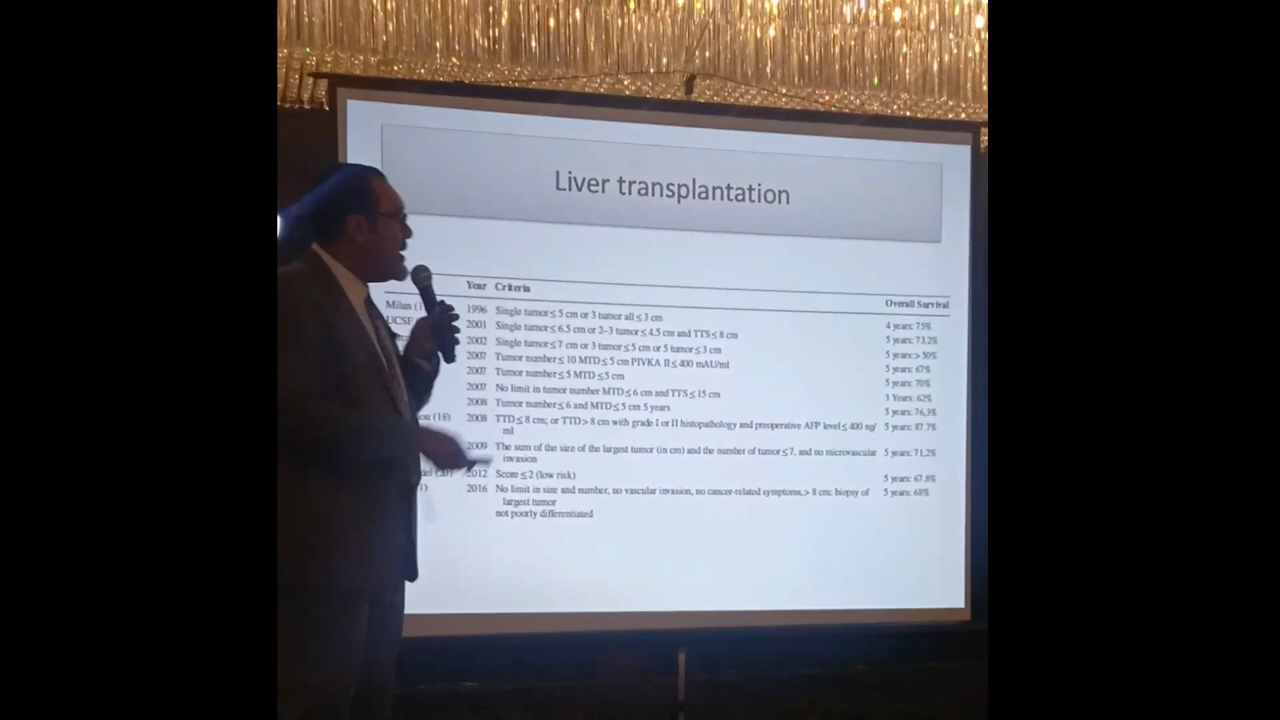 Liver transplantation
Year Criteria Overall Survival
Milan (1 1996 Single tumor ≤ 5 cm or 3 tumor all ≤ 3 cm 4 years: 75%
UCSF 2001 Single tumor ≤ 6.5 cm or 2–3 tumor ≤ 4.5 cm and TTS ≤ 8 cm 5 years: 73.2%
2002 Single tumor ≤ 7 cm or 3 tumor ≤ 5 cm or 5 tumor ≤ 3 cm 5 years: > 50%
2007 Tumor number ≤ 10 MTD ≤ 5 cm PIVKA II ≤ 400 mAU/ml 5 years: 67%
2007 Tumor number ≤ 5 MTD ≤ 5 cm 5 years: 70%
2007 No limit in tumor number MTD ≤ 6 cm and TTS ≤ 15 cm 3 Years: 62%
2008 Tumor number ≤ 6 and MTD ≤ 5 cm 5 years 5 years: 76,3%
(18) 2008 TTD ≤ 8 cm; or TTD > 8 cm with grade I or II histopathology and preoperative AFP level ≤ 400 ng/ 5 years: 87.7%
ml
2009 The sum of the size of the largest tumor (in cm) and the number of tumor ≤ 7, and no microvascular 5 years: 71,2%
invasion
2012 Score ≤ 2 (low risk) 5 years: 67.8%
1) 2016 No limit in size and number, no vascular invasion, no cancer-related symptoms, > 8 cm: biopsy of 5 years: 68%
largest tumor
not poorly differentiated